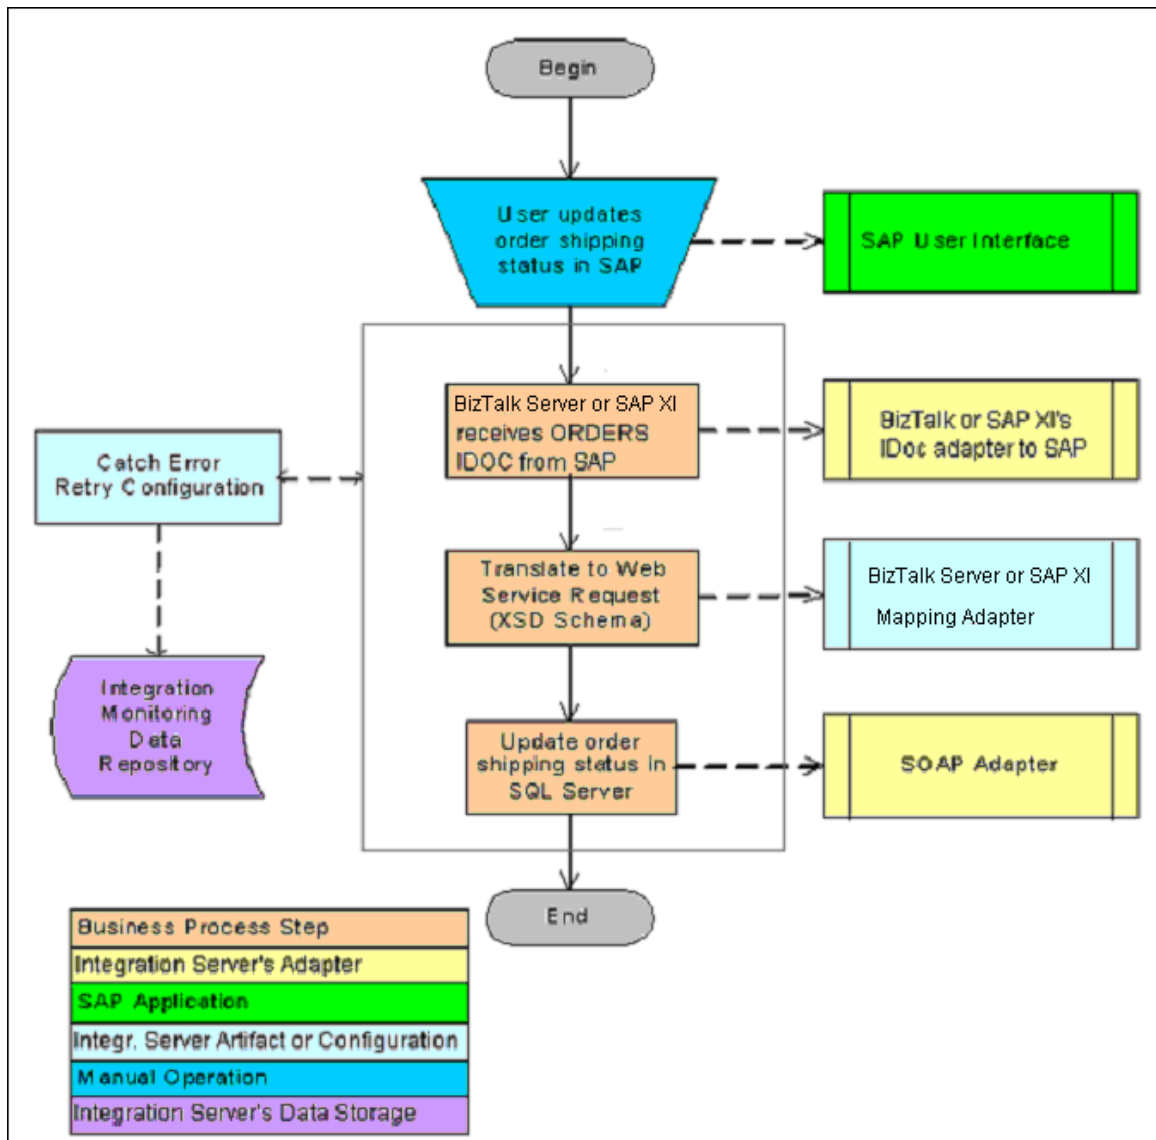 Begin
User updates
order shipping
status in SAP
SAP User Interface
BizTalk Server or SAP XI
receives ORDERS
IDOC from SAP
BizTalk or SAP XI's
IDoc adapter to SAP
Catch Error
Retry Configuration
Translate to Web
Service Request
(XSD Schema)
BizTalk Server or SAP XI
Mapping Adapter
Integration
Monitoring
Data
Repository
Update order
shipping status in
SQL Server
SOAP Adapter
End
Business Process Step
Integration Server's Adapter
SAP Application
Integr. Server Artifact or Configuration
Manual Operation
Integration Server's Data Storage